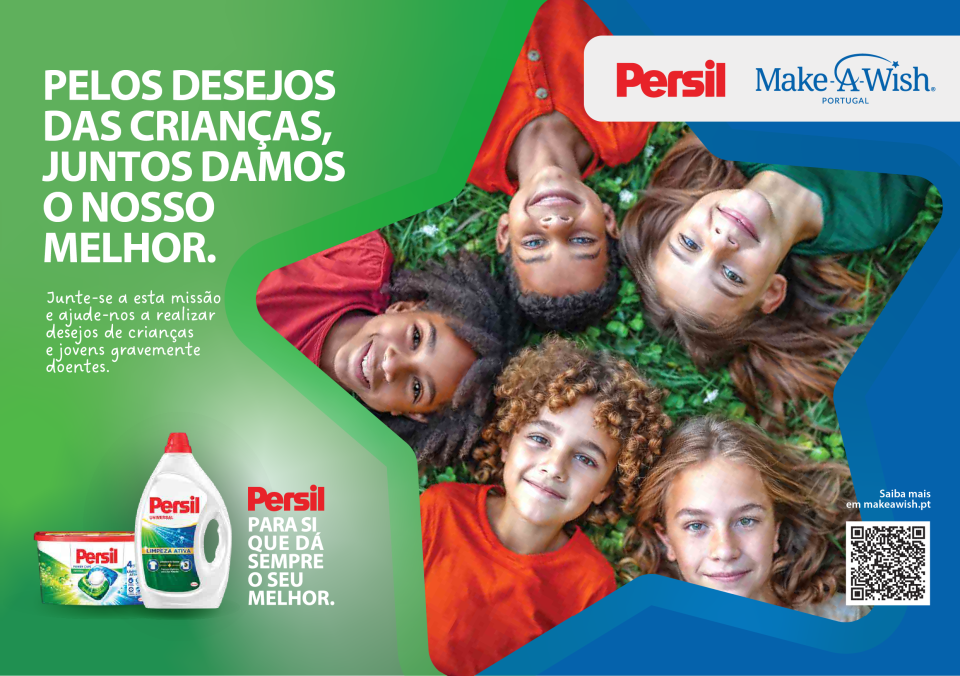 PELOS DESEJOS
DAS CRIANÇAS,
JUNTOS DAMOS
O NOSSO
MELHOR.
Junte-se a esta missão
e ajude-nos a realizar
desejos de crianças
e jovens gravemente
doentes.
Persil
Make-A-Wish®
PORTUGAL
Persil
UNIVERSAL
LIMPEZA ATIVA
Persil
Persil
PARA SI
QUE DÁ
SEMPRE
O SEU
MELHOR.
Saiba mais
em makeawish.pt